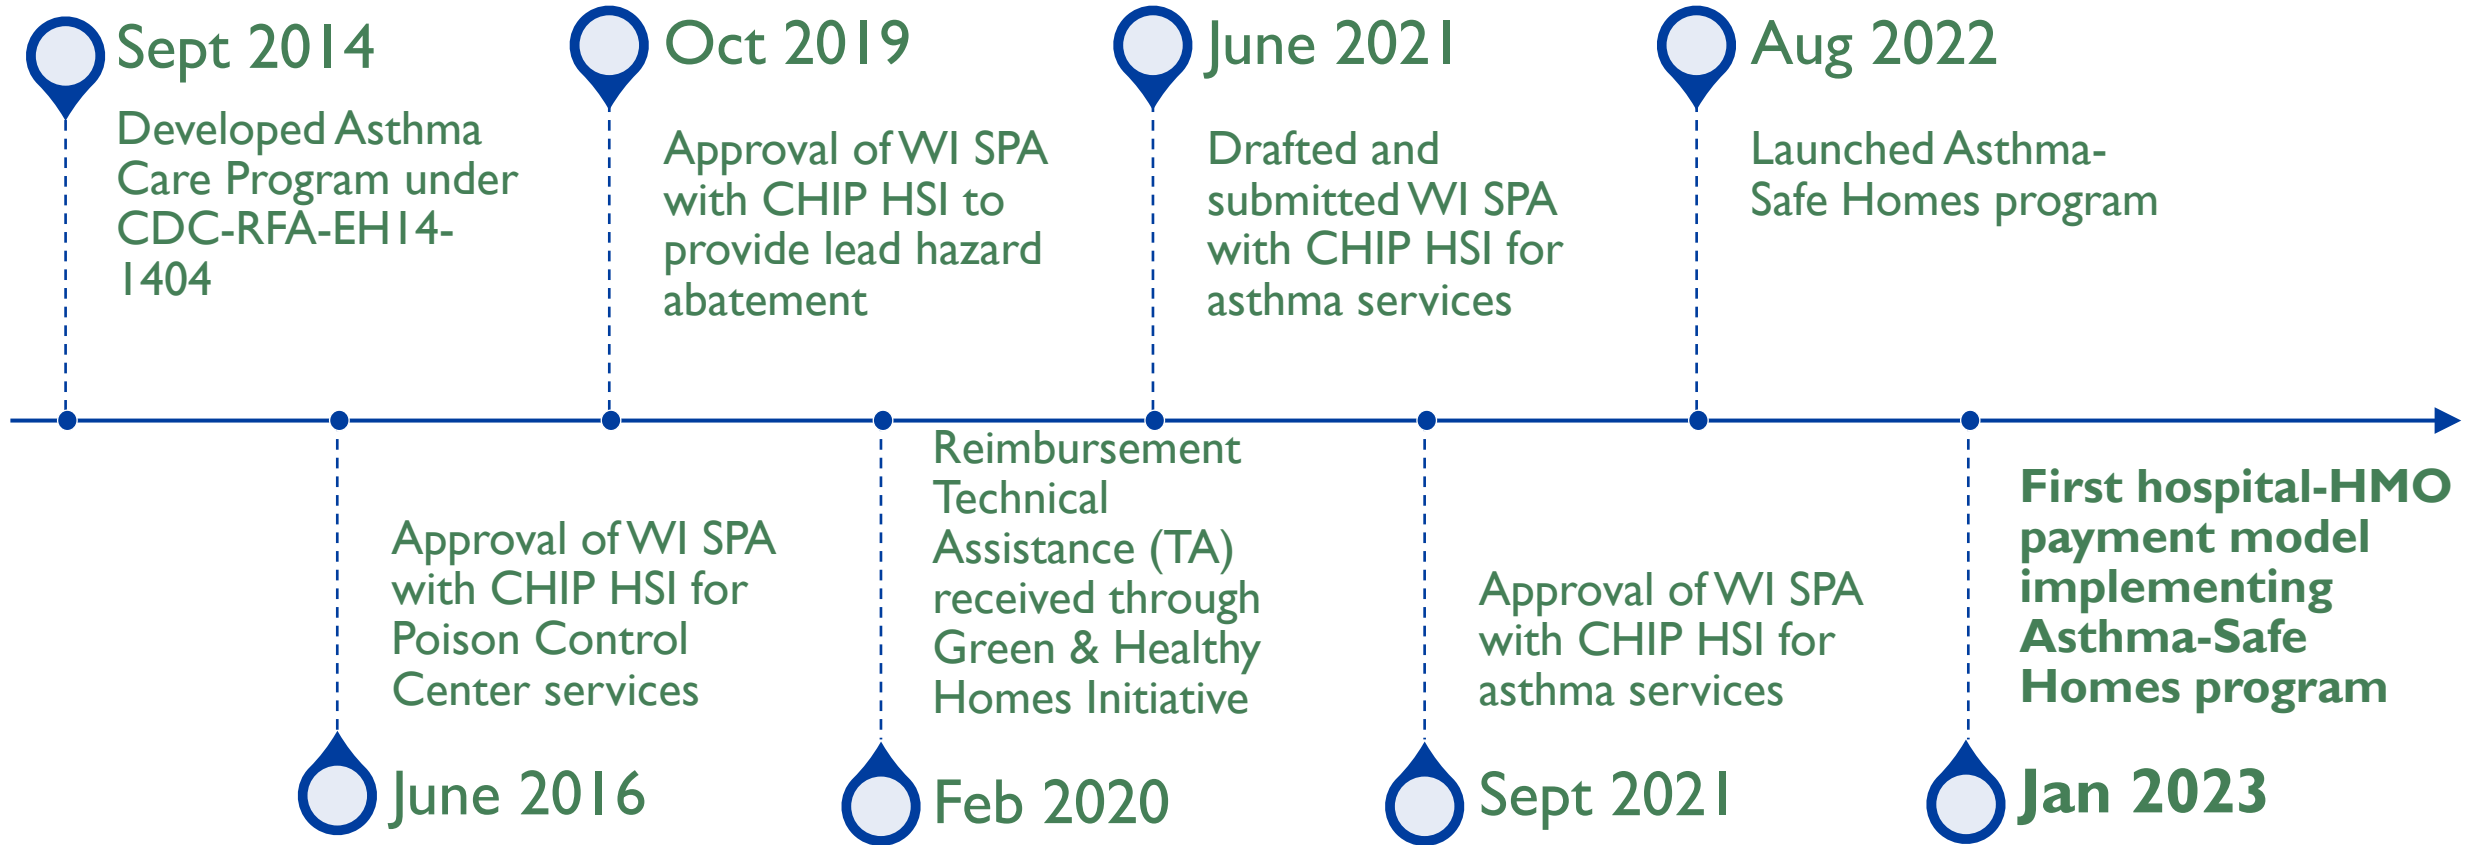 Sept 2014
Developed Asthma
Care Program under
CDC-RFA-EH14-
1404
June 2016
Approval of WI SPA
with CHIP HSI for
Poison Control
Center services
Oct 2019
Approval of WI SPA
with CHIP HSI to
provide lead hazard
abatement
Feb 2020
Reimbursement
Technical
Assistance (TA)
received through
Green & Healthy
Homes Initiative
June 2021
Drafted and
submitted WI SPA
with CHIP HSI for
asthma services
Sept 2021
Approval of WI SPA
with CHIP HSI for
asthma services
Aug 2022
Launched Asthma-
Safe Homes program
Jan 2023
First hospital-HMO
payment model
implementing
Asthma-Safe
Homes program